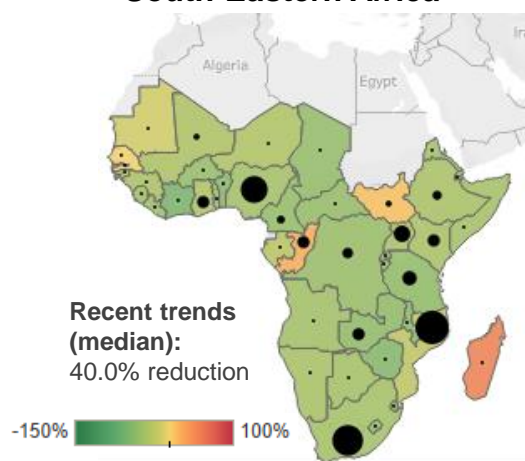 South-Eastern Africa
Algeria
Egypt
Recent trends
(median):
40.0% reduction
-150%
100%